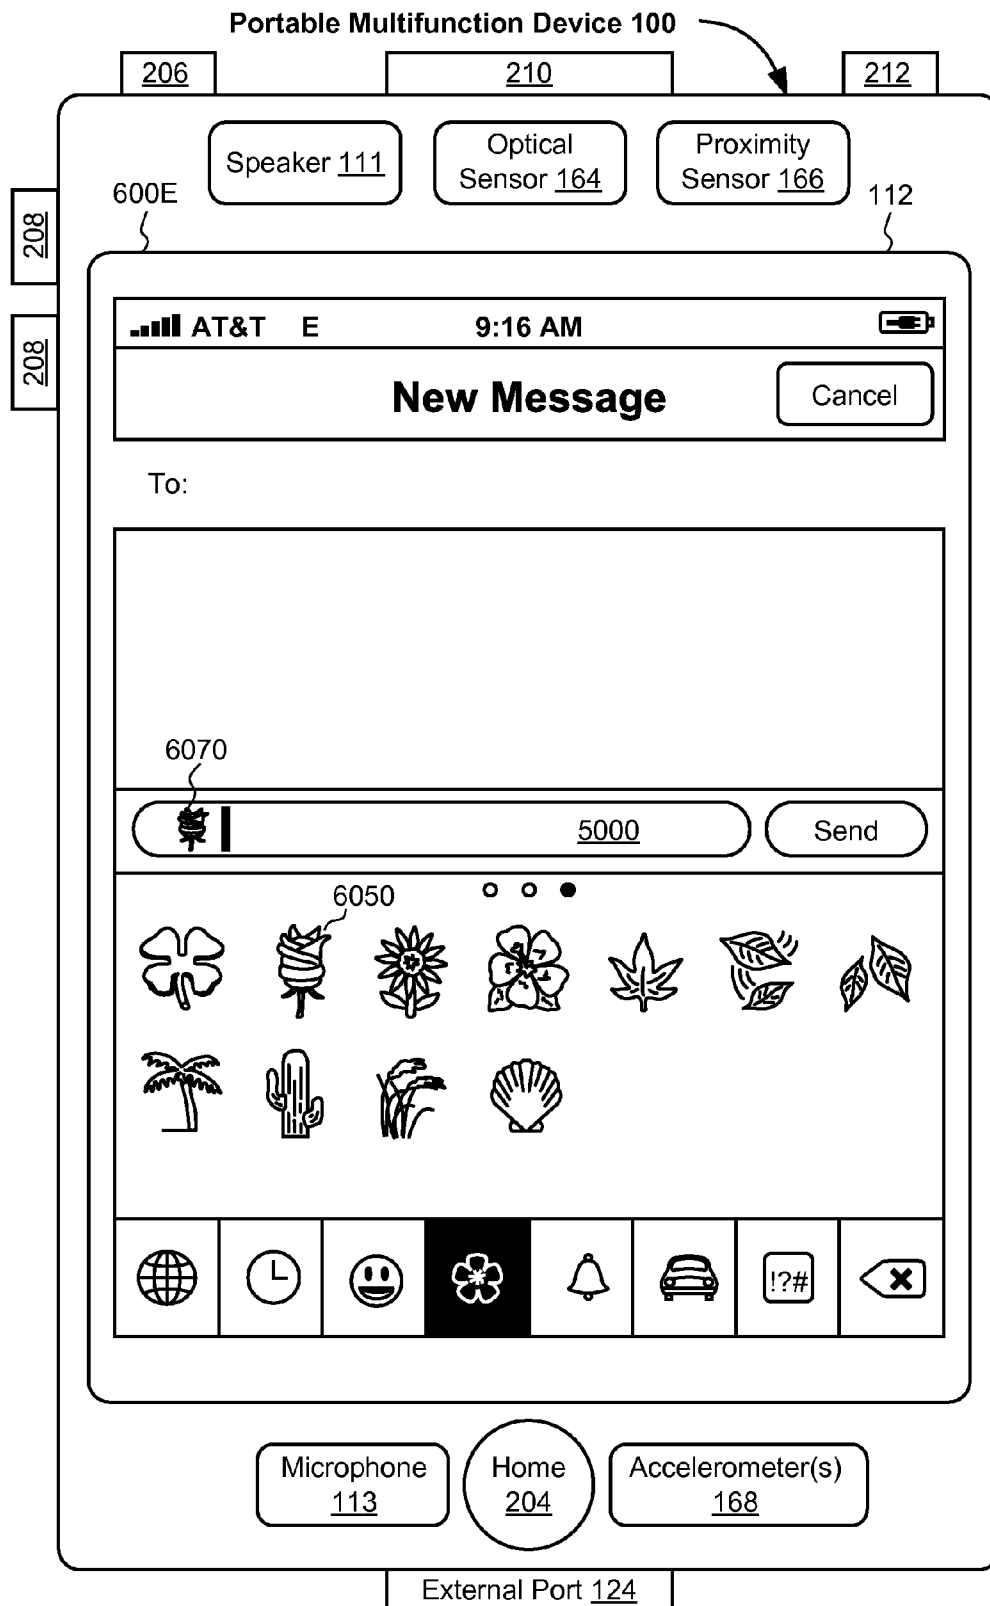 Portable Multifunction Device 100
206
210
212
Speaker 111
Optical
Sensor 164
Proximity
Sensor 166
600E
112
208
208
AT&T E 9:16 AM
New Message
Cancel
To:
6070
5000
Send
6050
!?#
Microphone
113
Home
204
Accelerometer(s)
168
External Port 124